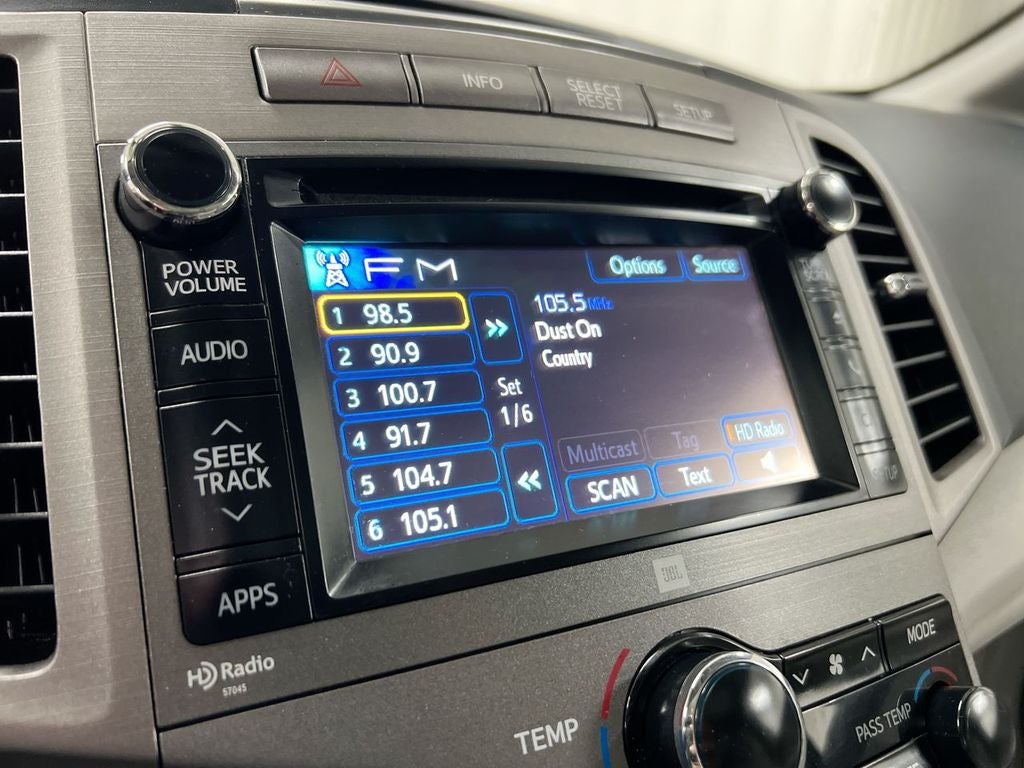 INFO
SELECT
RESET
SETUP
POWER
VOLUME
AUDIO
SEEK
TRACK
APPS
HD Radio
57045
FM
Options
Source
1 98.5
2 90.9
3 100.7
4 91.7
5 104.7
6 105.1
Set
1/6
105.5 MHz
Dust On
Country
Multicast
Tag
HD Radio
SCAN
Text
SETUP
JBL
TEMP
MODE
PASS TEMP